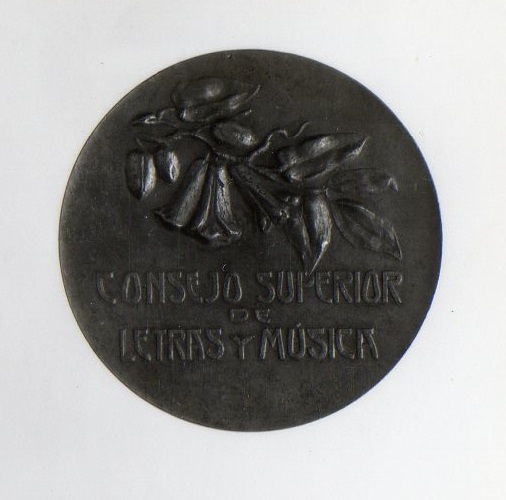 CONSEJO SUPERIOR
DE
LETRAS Y MÚSICA